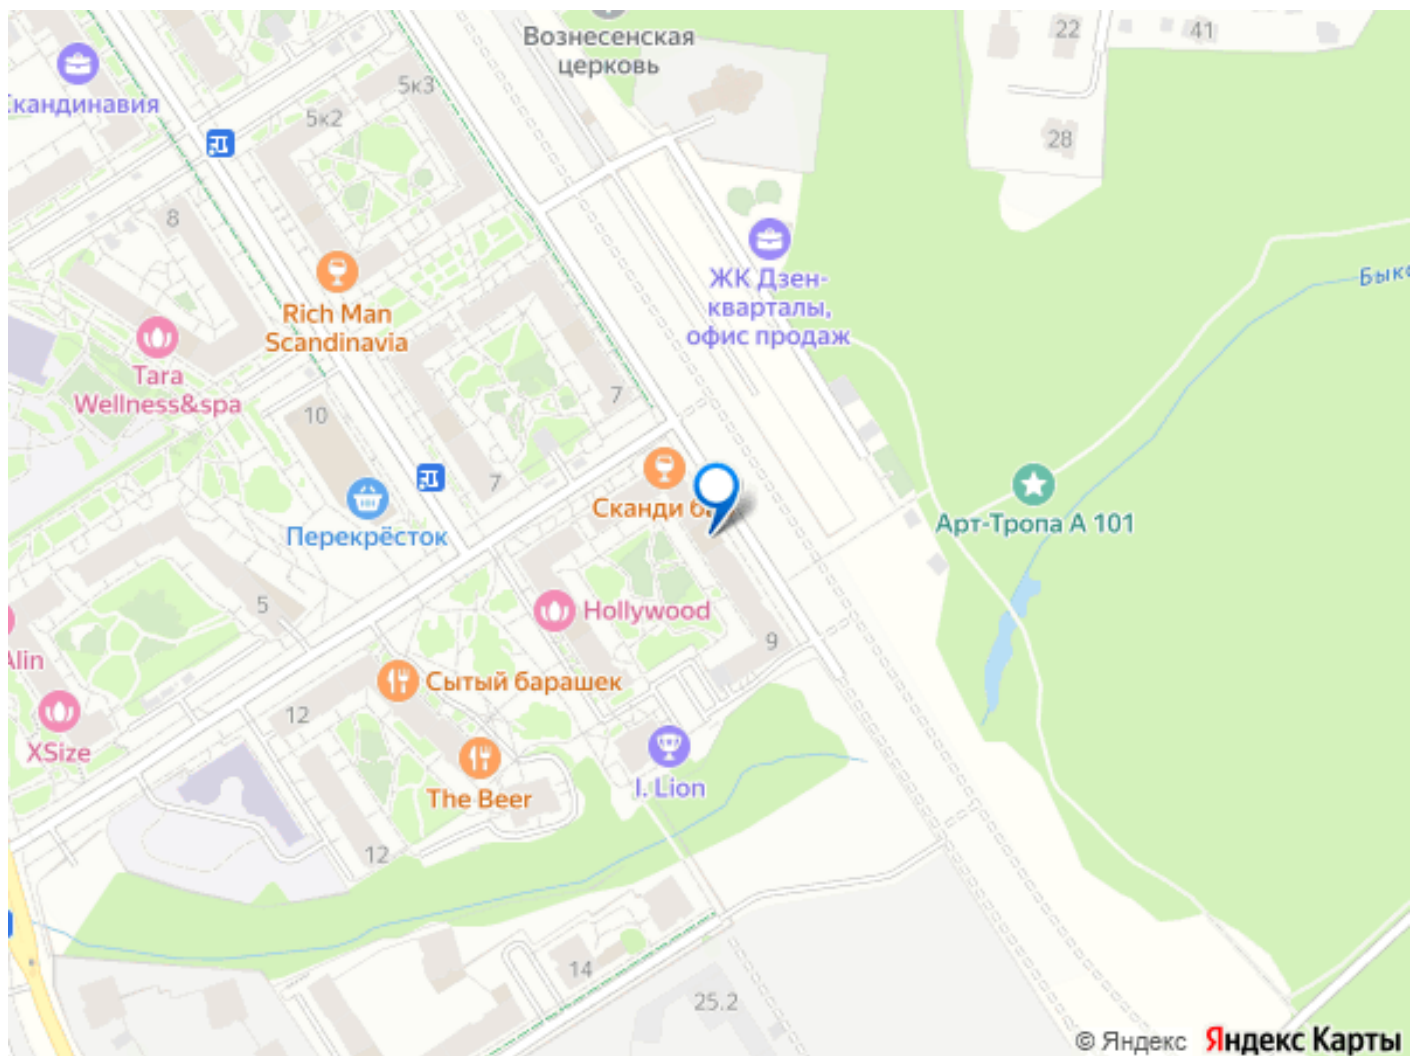 Вознесенская
церковь
22
41
28
5к3
5к2
кандинавия
8
ЖК Дзен-
кварталы,
офис продаж
Rich Man
Scandinavia
Tara
Wellness&spa
10
7
7
Сканди
Перекрёсток
Арт-Тропа А 101
5
Hollywood
9
Alin
Сытый барашек
12
XSize
I. Lion
The Beer
12
14
25.2
© Яндекс Яндекс Карты